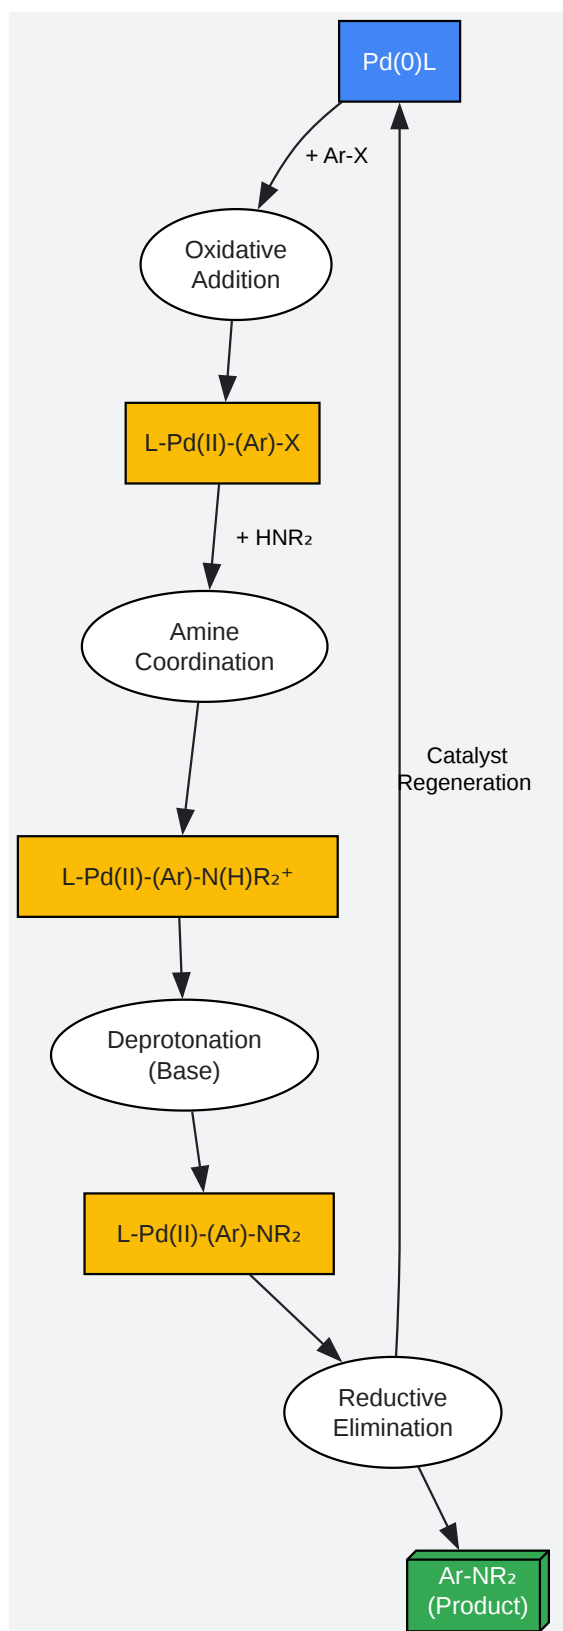 Pd(0)L
+ Ar-X
Oxidative
Addition
L-Pd(II)-(Ar)-X
+ HNR₂
Amine
Coordination
Catalyst
Regeneration
L-Pd(II)-(Ar)-N(H)R₂⁺
Deprotonation
(Base)
L-Pd(II)-(Ar)-NR₂
Reductive
Elimination
Ar-NR₂
(Product)